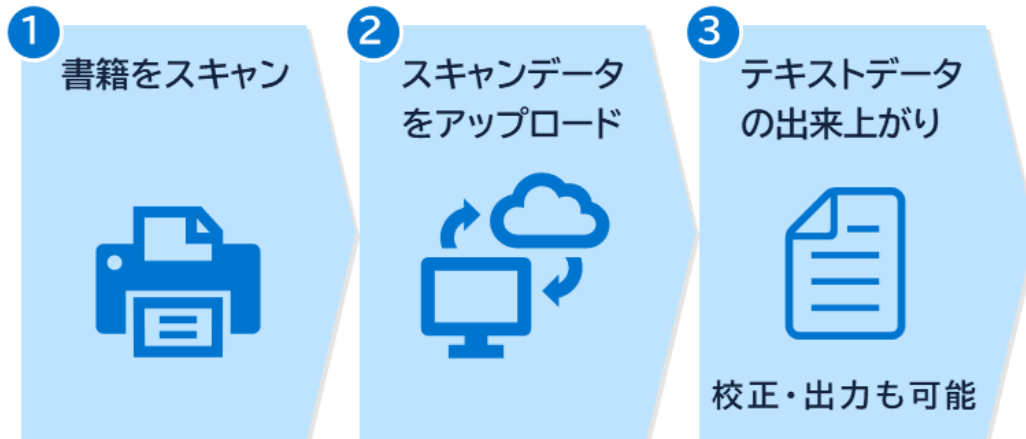 1
書籍をスキャン
2
スキャンデータ
をアップロード
3
テキストデータ
の出来上がり
校正・出力も可能